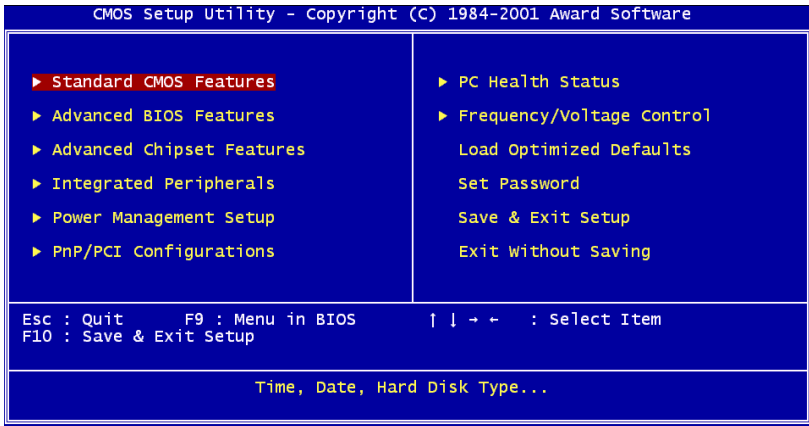 CMOS Setup Utility - Copyright (C) 1984-2001 Award Software
▶ Standard CMOS Features
▶ Advanced BIOS Features
▶ Advanced Chipset Features
▶ Integrated Peripherals
▶ Power Management Setup
▶ PnP/PCI Configurations
▶ PC Health Status
▶ Frequency/Voltage Control
Load Optimized Defaults
Set Password
Save & Exit Setup
Exit Without Saving
Esc : Quit F9 : Menu in BIOS ↑ ↓ → ← : Select Item
F10 : Save & Exit Setup
Time, Date, Hard Disk Type...